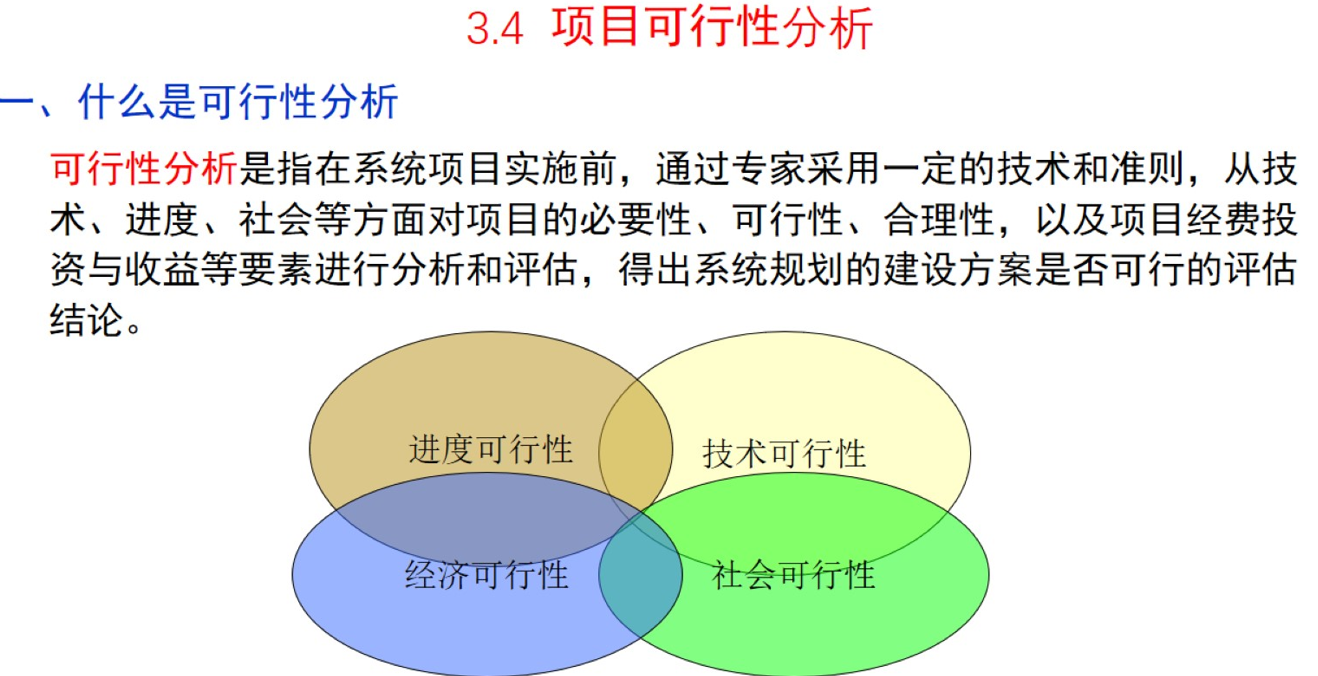 3.4 项目可行性分析
一、什么是可行性分析
可行性分析是指在系统项目实施前，通过专家采用一定的技术和准则，从技
术、进度、社会等方面对项目的必要性、可行性、合理性，以及项目经费投
资与收益等要素进行分析和评估，得出系统规划的建设方案是否可行的评估
结论。
进度可行性
技术可行性
经济可行性
社会可行性